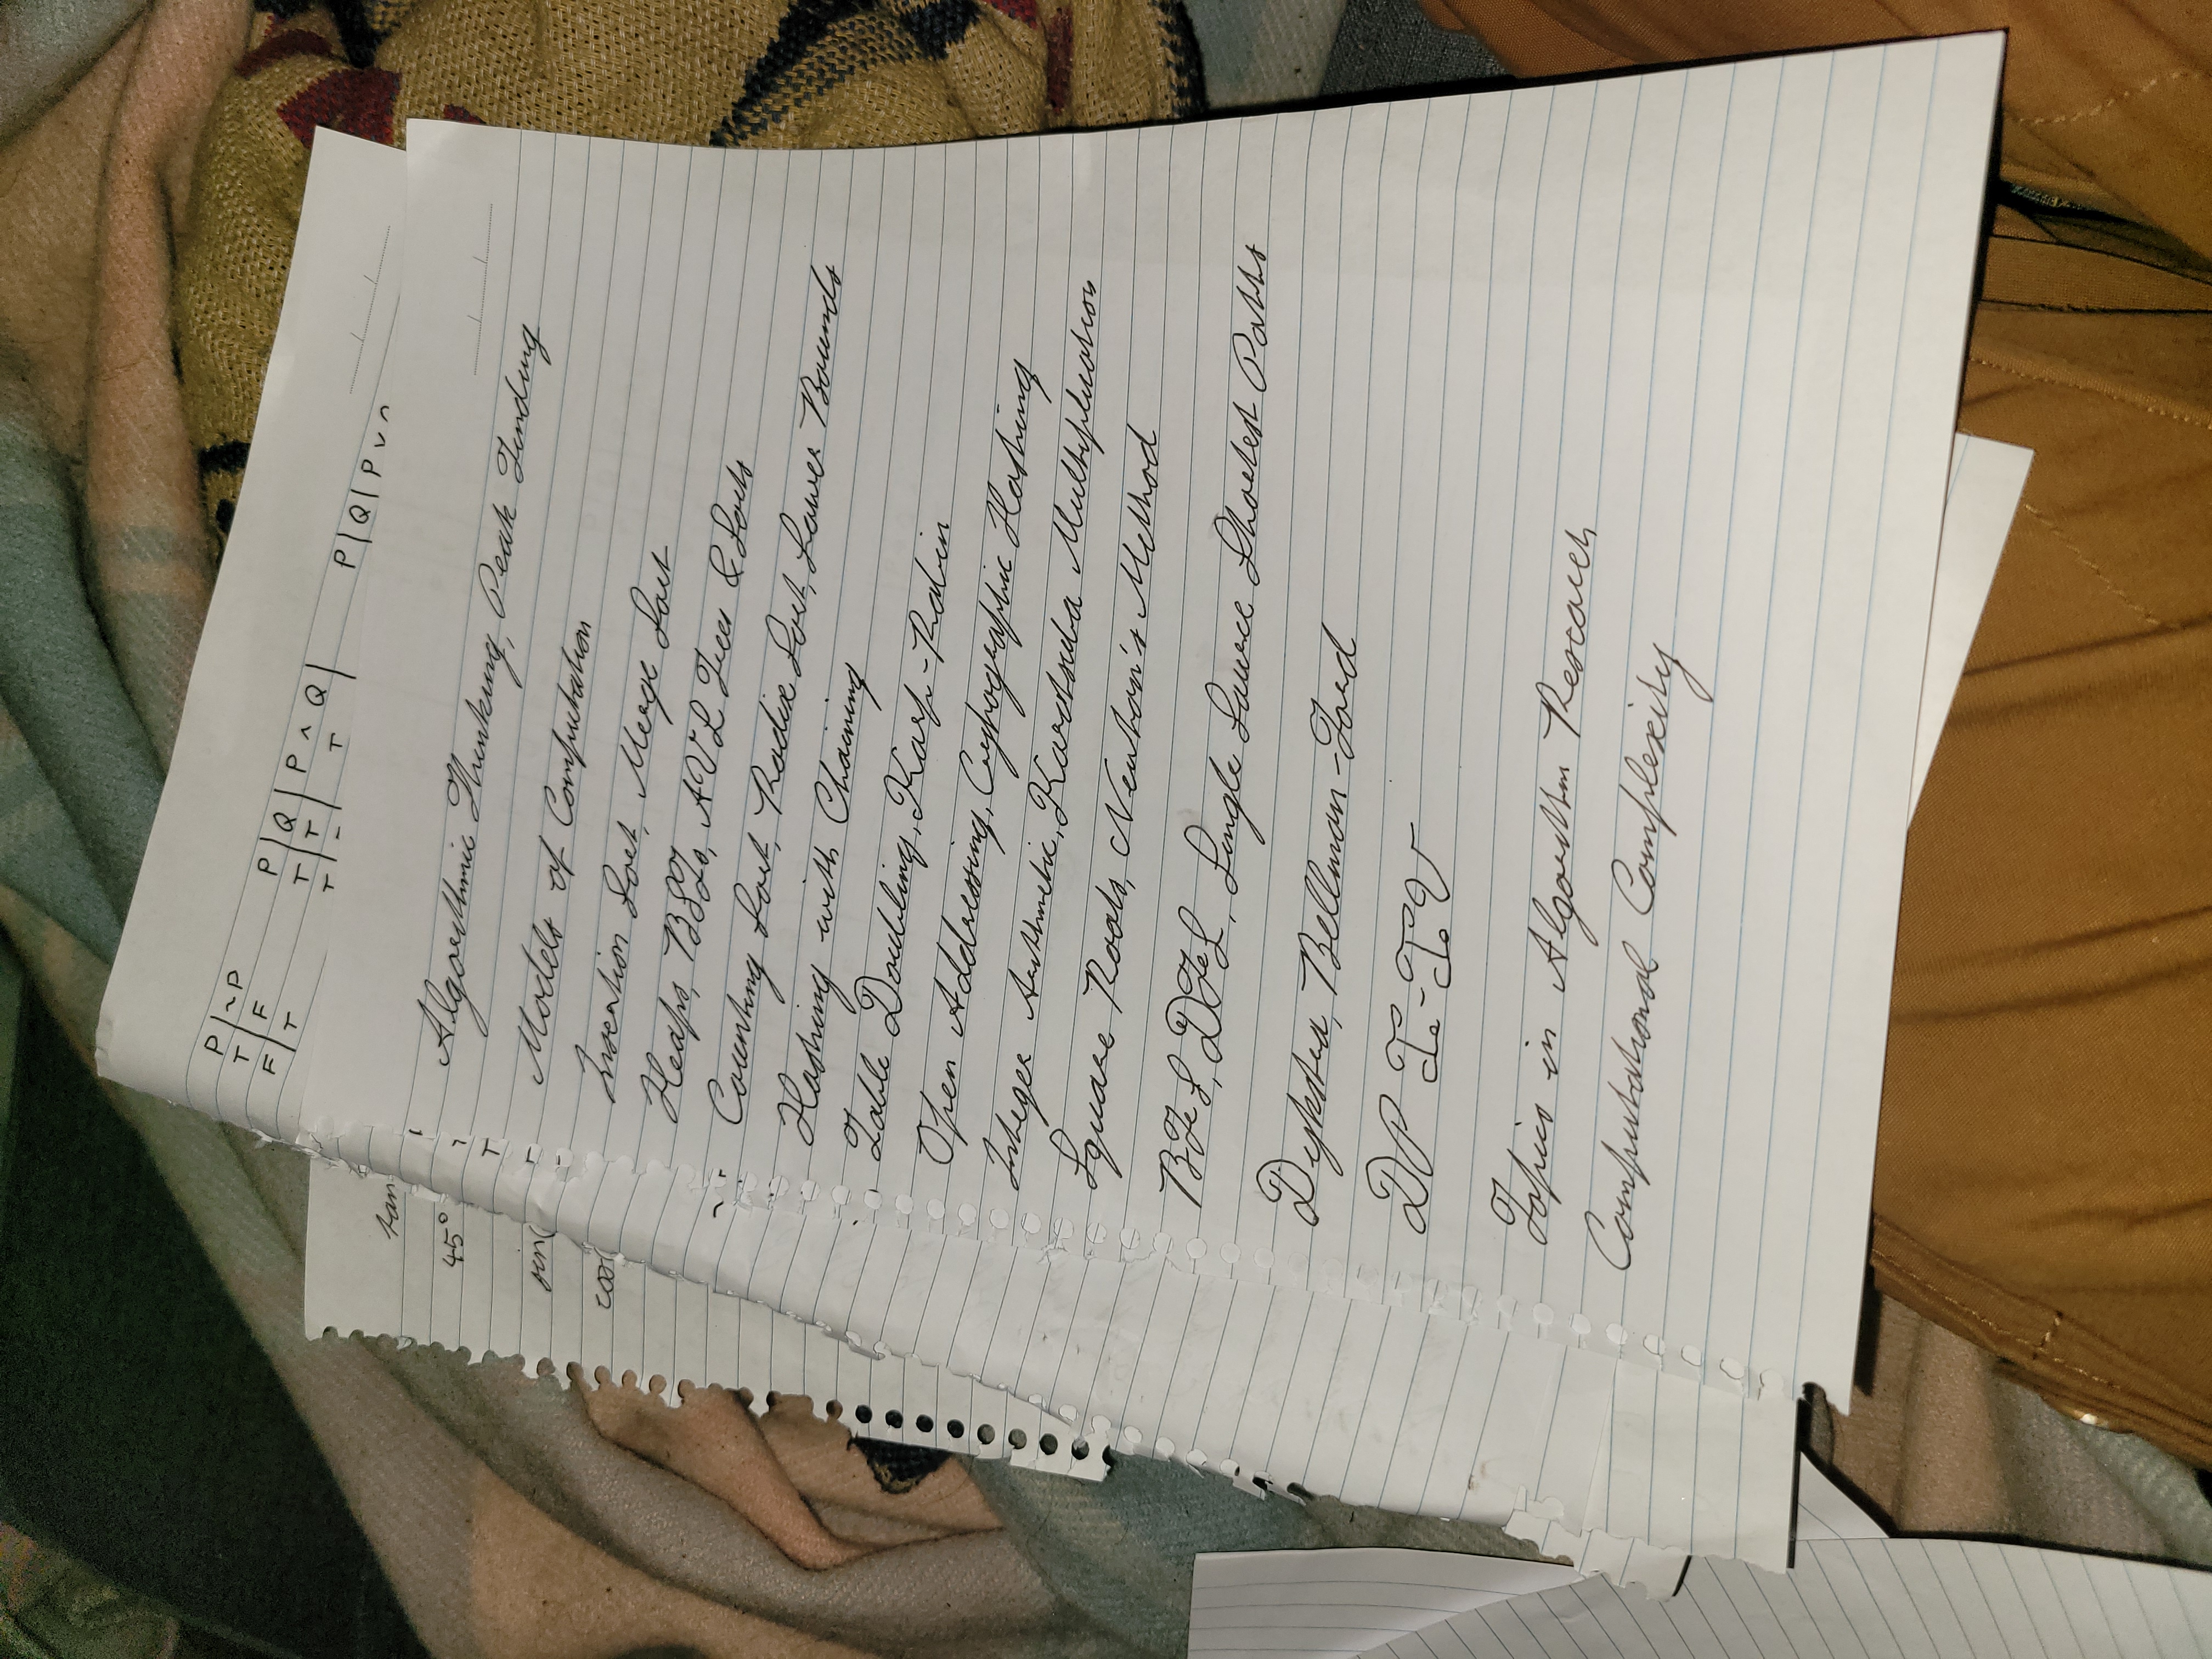 P | ~P
T | F
F | T
P | Q | P ^ Q |
T | T | T
T
P | Q | P v
tan
45°
sin(
cos(
Algorithmic Thinking, Peak Finding
Models of Computation
Insertion Sort, Merge Sort
Heaps, BSTs, AVL Trees & Sorts
Counting Sort, Radix Sort, Lower Bounds
Hashing with Chaining
Table Doubling, Karp-Rabin
Open Addressing, Cryptographic Hashing
Integer Arithmetic, Karatsuba Multiplication
Square Roots, Newton's Method
BFS, DFS, Single Source Shortest Paths
Dijkstra, Bellman-Ford
DP I-IV
Topics in Algorithm Research
Computational Complexity